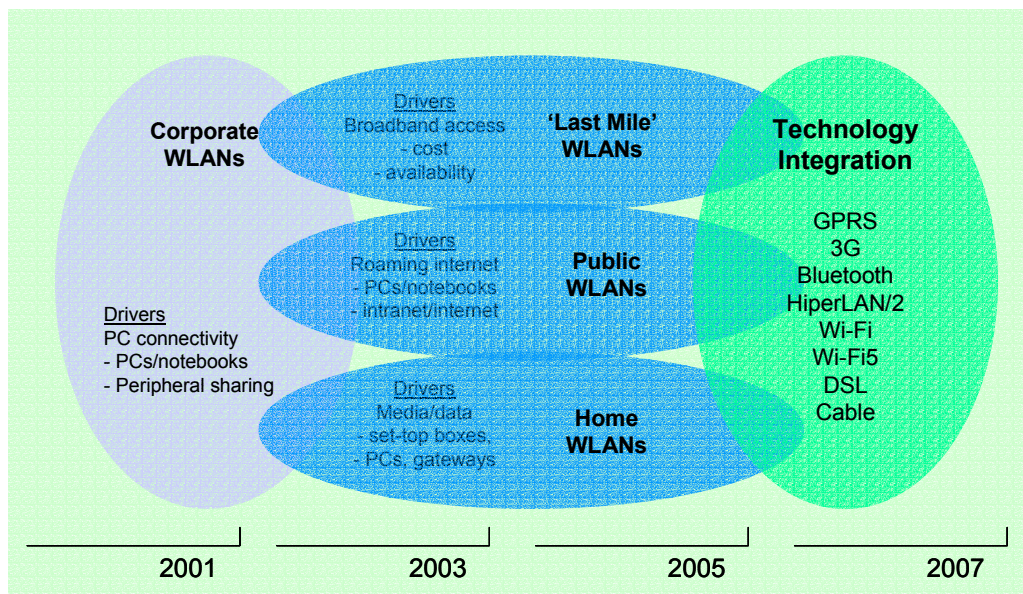 Corporate
WLANs
Drivers
PC connectivity
- PCs/notebooks
- Peripheral sharing
Drivers
Broadband access
- cost
- availability
‘Last Mile’
WLANs
Drivers
Roaming internet
- PCs/notebooks
- intranet/internet
Public
WLANs
Drivers
Media/data
- set-top boxes,
- PCs, gateways
Home
WLANs
Technology
Integration
GPRS
3G
Bluetooth
HiperLAN/2
Wi-Fi
Wi-Fi5
DSL
Cable
2001
2003
2005
2007